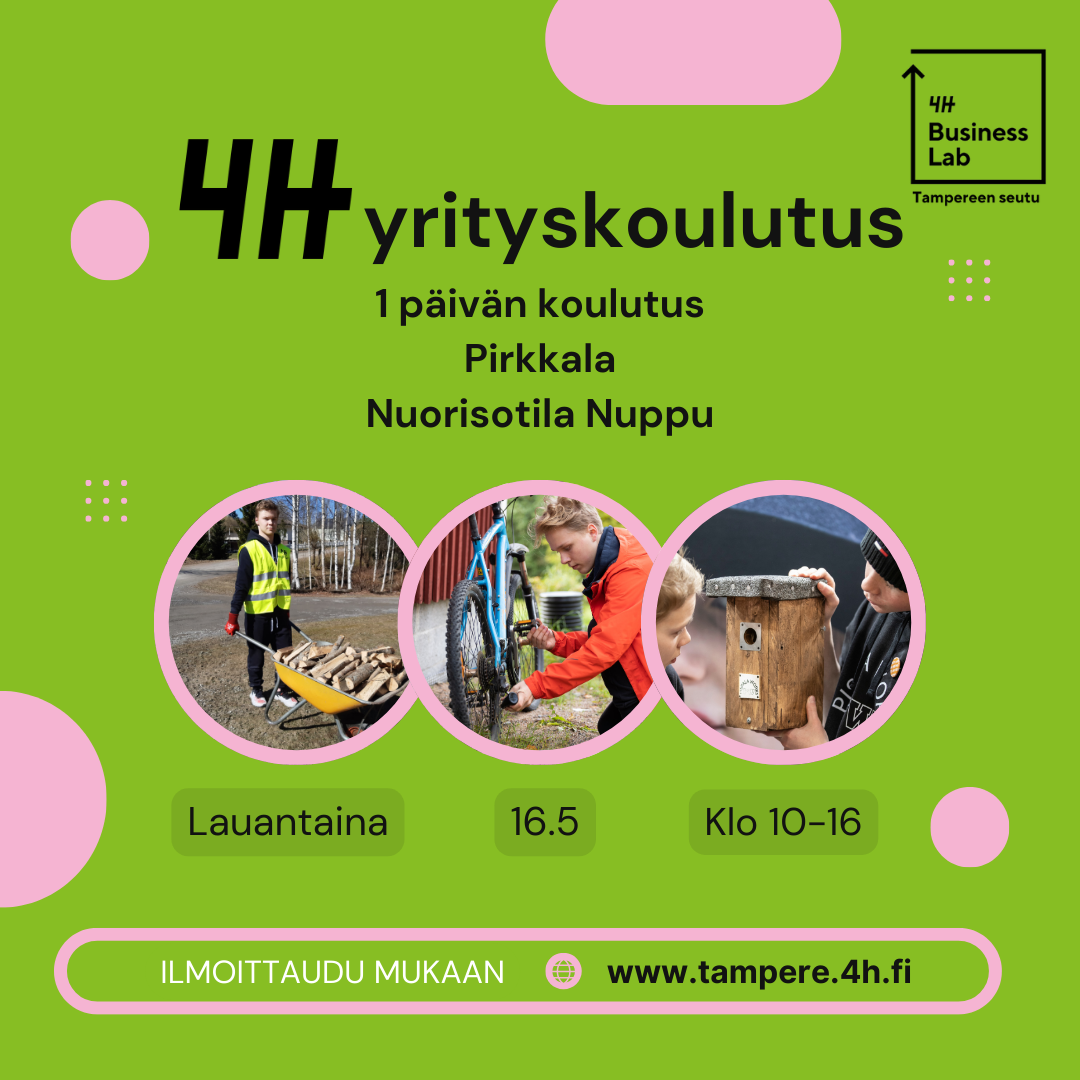 4H
Business
Lab
Tampereen seutu
4H yrityskoulutus
1 päivän koulutus
Pirkkala
Nuorisotila Nuppu
Lauantaina
16.5
Klo 10-16
ILMOITTAUDU MUKAAN
www.tampere.4h.fi